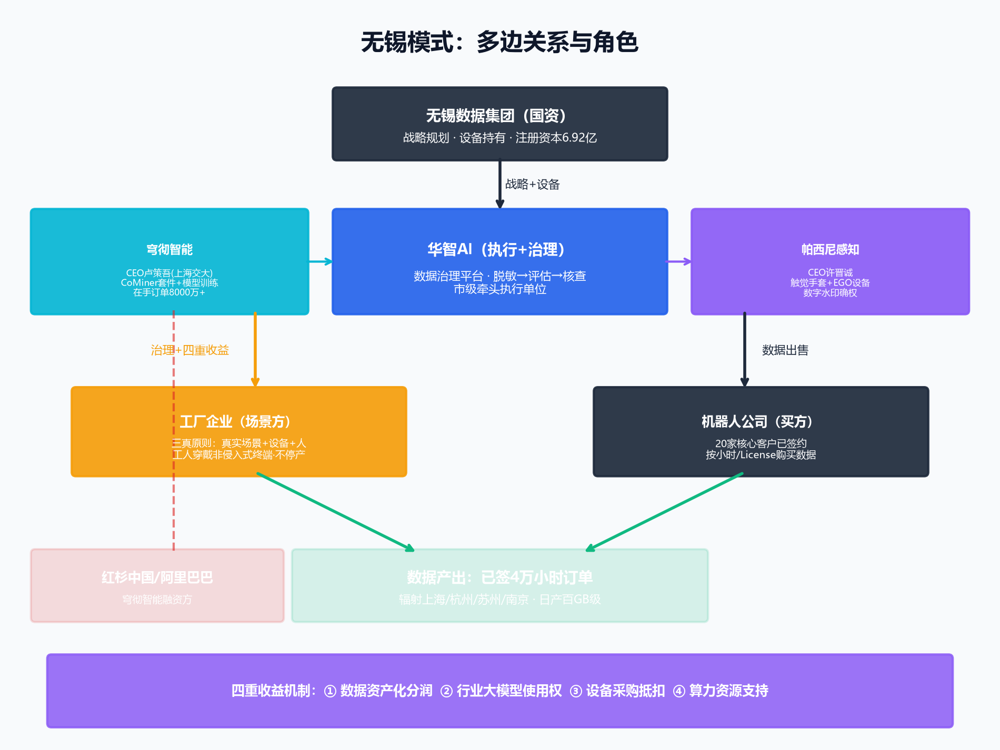 无锡模式：多边关系与角色
无锡数据集团（国资）
战略规划 · 设备持有 · 注册资本6.92亿
战略+设备
穹彻智能
CEO卢策吾(上海交大)
CoMiner套件+模型训练
在手订单8000万+
华智AI（执行+治理）
数据治理平台 · 脱敏→评估→核查
市级牵头执行单位
帕西尼感知
CEO许晋诚
触觉手套+EGO设备
数字水印确权
治理+四重收益
数据出售
工厂企业（场景方）
三真原则：真实场景+设备+人
工人穿戴非侵入式终端·不停产
机器人公司（买方）
20家核心客户已签约
按小时/License购买数据
红杉中国/阿里巴巴
穹彻智能融资方
数据产出：已签4万小时订单
辐射上海/杭州/苏州/南京 · 日产百GB级
四重收益机制：① 数据资产化分润 ② 行业大模型使用权 ③ 设备采购抵扣 ④ 算力资源支持